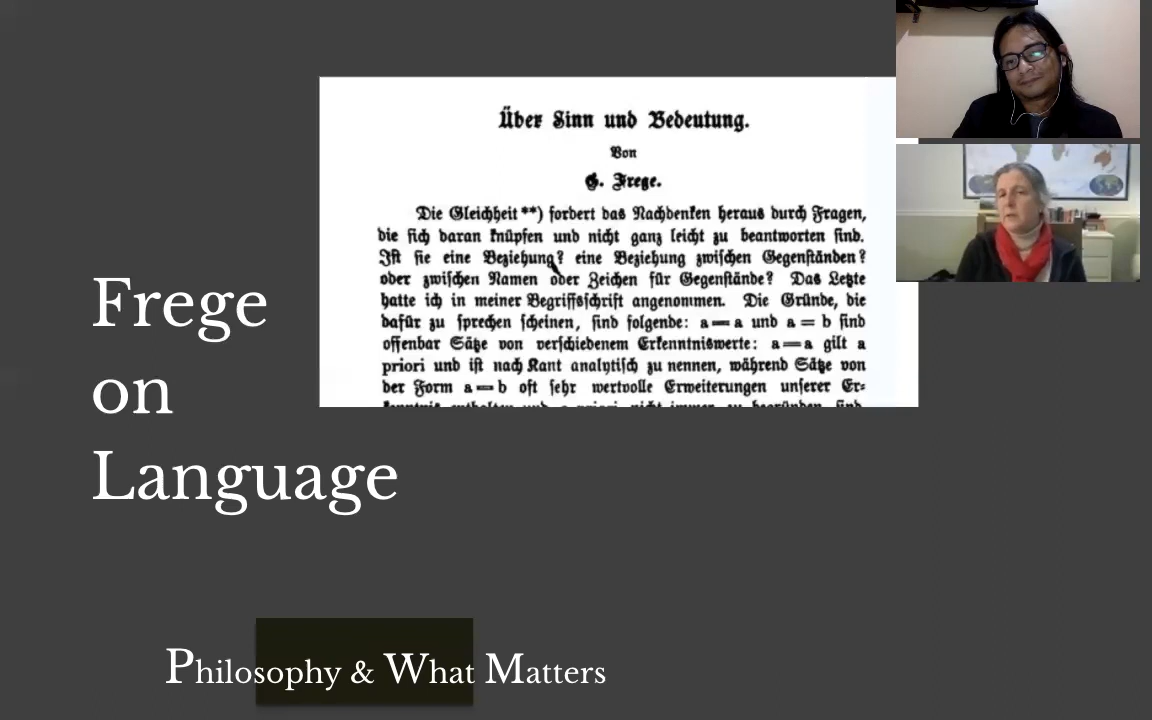 Über Sinn und Bedeutung.
Von
G. Frege.
Die Gleichheit **) fordert das Nachdenken heraus durch Fragen,
die sich daran knüpfen und nicht ganz leicht zu beantworten sind.
Ist sie eine Beziehung? eine Beziehung zwischen Gegenständen?
oder zwischen Namen oder Zeichen für Gegenstände? Das Letzte
hatte ich in meiner Begriffsschrift angenommen. Die Gründe, die
dafür zu sprechen scheinen, sind folgende: a = a und a = b sind
offenbar Sätze von verschiedenem Erkenntniswerte: a = a gilt a
priori und ist nach Kant analytisch zu nennen, während Sätze von
der Form a = b oft sehr wertvolle Erweiterungen unserer Er-
Frege
on
Language
Philosophy & What Matters